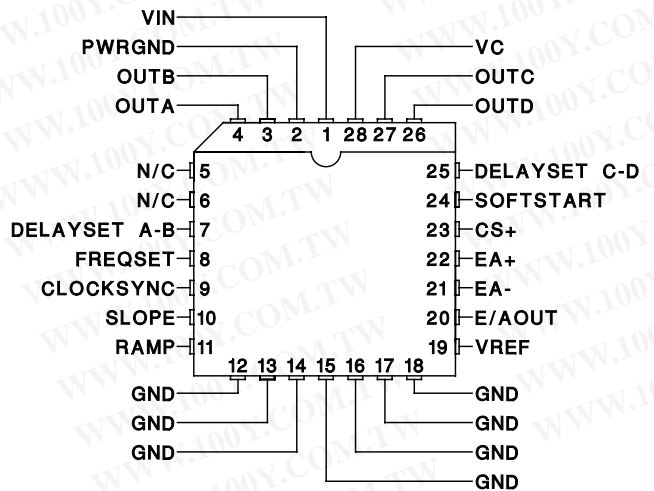 VIN
PWRGND VC
OUTB OUTC
OUTA OUTD
4 3 2 1 28 27 26
N/C 5 25 DELAYSET C-D
N/C 6 24 SOFTSTART
DELAYSET A-B 7 23 CS+
FREQSET 8 22 EA+
CLOCKSYNC 9 21 EA-
SLOPE 10 20 E/AOUT
RAMP 11 19 VREF
12 13 14 15 16 17 18
GND GND
GND GND
GND GND
GND
WWW.100Y.COM.TW